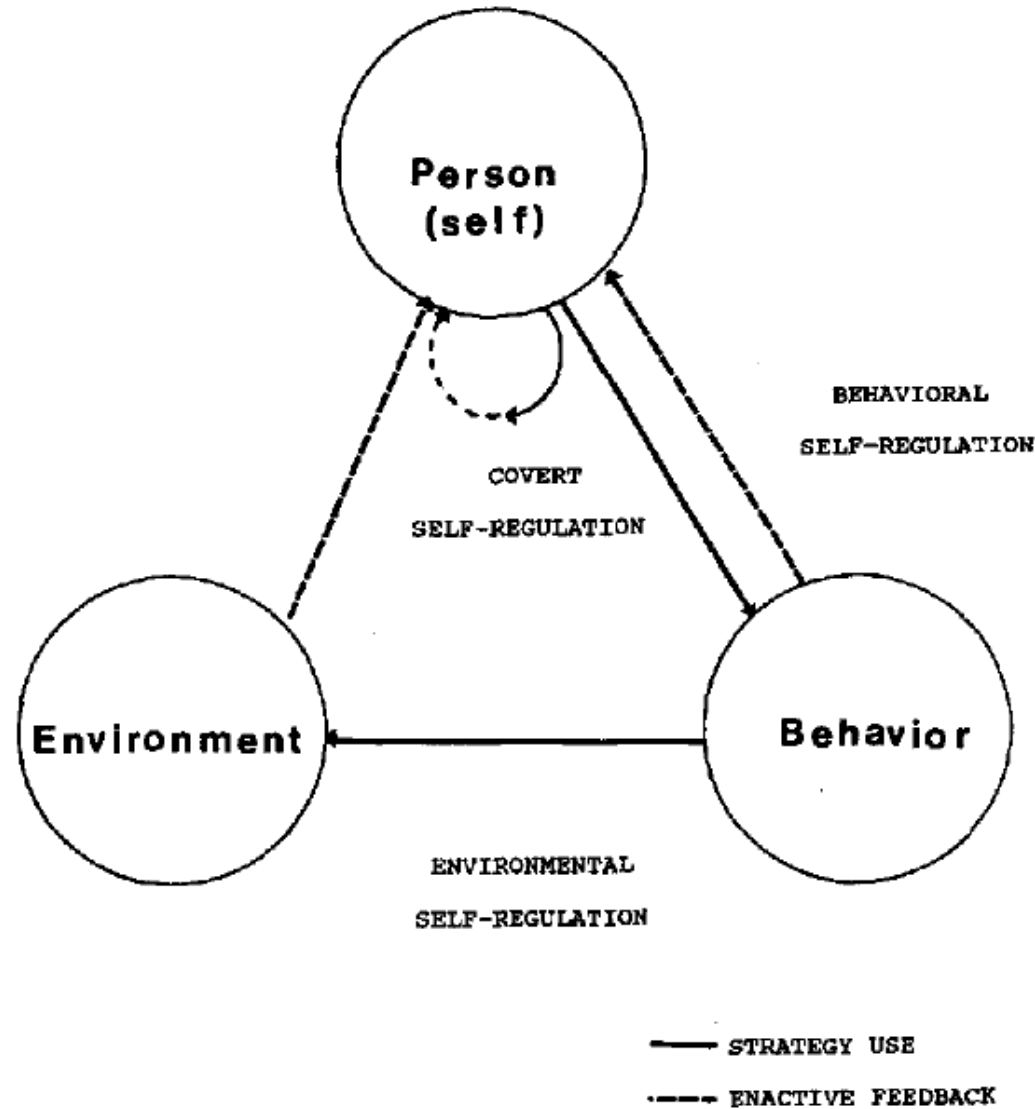 Person
(self)
BEHAVIORAL
SELF-REGULATION
COVERT
SELF-REGULATION
Environment
Behavior
ENVIRONMENTAL
SELF-REGULATION
STRATEGY USE
ENACTIVE FEEDBACK